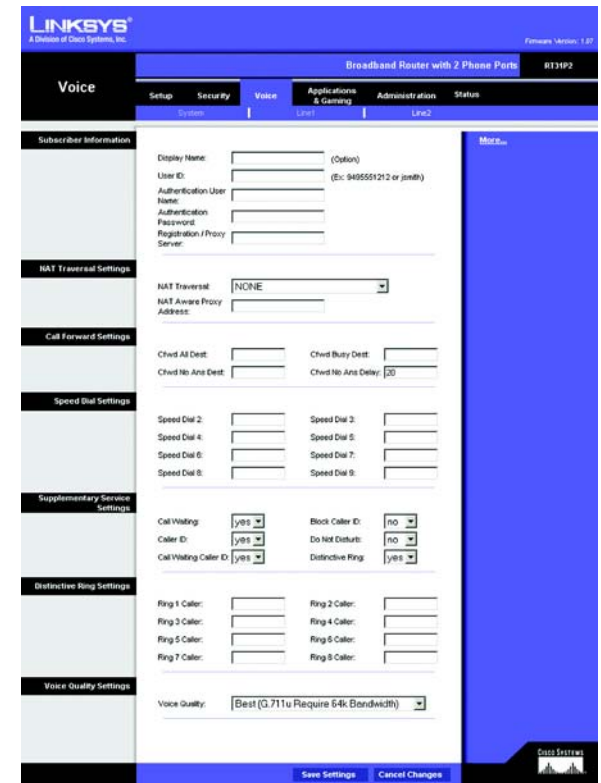 LINKSYS®
A Division of Cisco Systems, Inc.
Firmware Version: 1.07
Broadband Router with 2 Phone Ports RT31P2
Voice
Setup Security Voice Applications & Gaming Administration Status
System Line1 Line2
Subscriber Information
More...
Display Name: (Option)
User ID: (Ex: 9495551212 or jsmith)
Authentication User Name:
Authentication Password:
Registration / Proxy Server:
NAT Traversal Settings
NAT Traversal: NONE
NAT Aware Proxy Address:
Call Forward Settings
Cfwd All Dest: Cfwd Busy Dest:
Cfwd No Ans Dest: Cfwd No Ans Delay: 20
Speed Dial Settings
Speed Dial 2: Speed Dial 3:
Speed Dial 4: Speed Dial 5:
Speed Dial 6: Speed Dial 7:
Speed Dial 8: Speed Dial 9:
Supplementary Service Settings
Call Waiting: yes Block Caller ID: no
Caller ID: yes Do Not Disturb: no
Call Waiting Caller ID: yes Distinctive Ring: yes
Distinctive Ring Settings
Ring 1 Caller: Ring 2 Caller:
Ring 3 Caller: Ring 4 Caller:
Ring 5 Caller: Ring 6 Caller:
Ring 7 Caller: Ring 8 Caller:
Voice Quality Settings
Voice Quality: Best (G.711u Require 64k Bandwidth)
Save Settings Cancel Changes
CISCO SYSTEMS